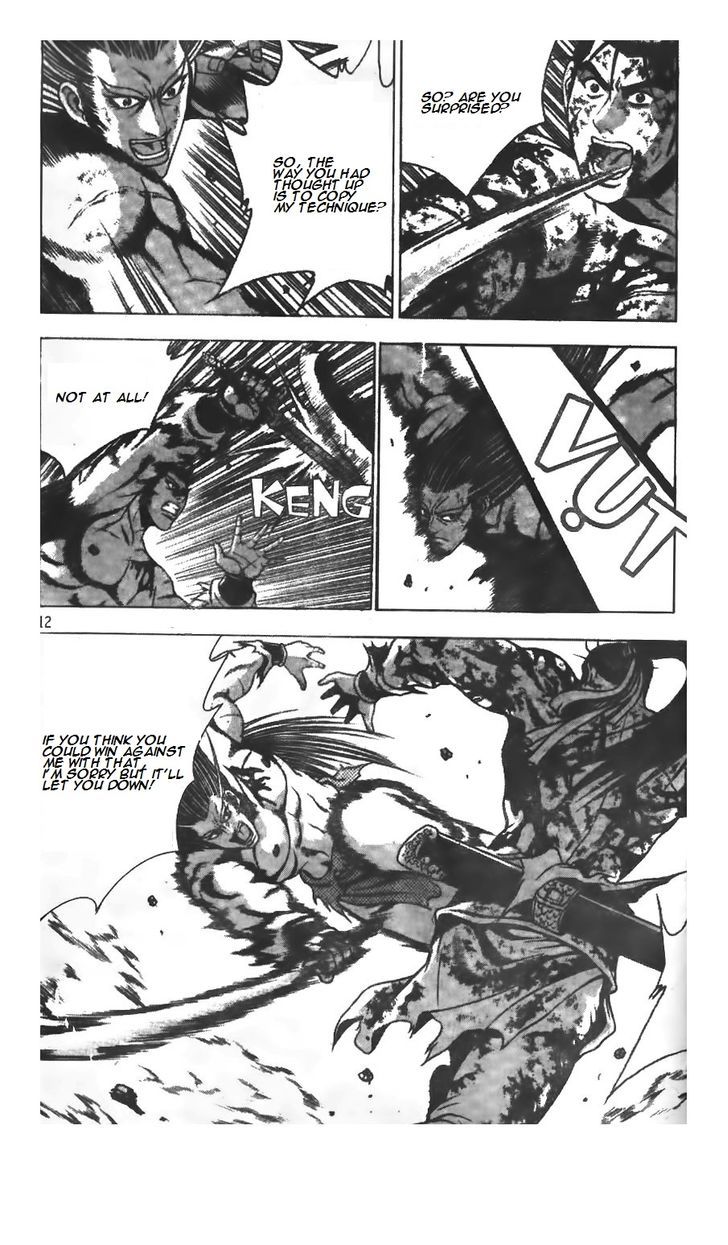 SO, THE
WAY YOU HAD
THOUGHT UP
IS TO COPY
MY TECHNIQUE?
SO? ARE YOU
SURPRISED?
NOT AT ALL!
KENG
VỤT
12
IF YOU THINK YOU
COULD WIN AGAINST
ME WITH THAT,
I'M SORRY BUT IT'LL
LET YOU DOWN!